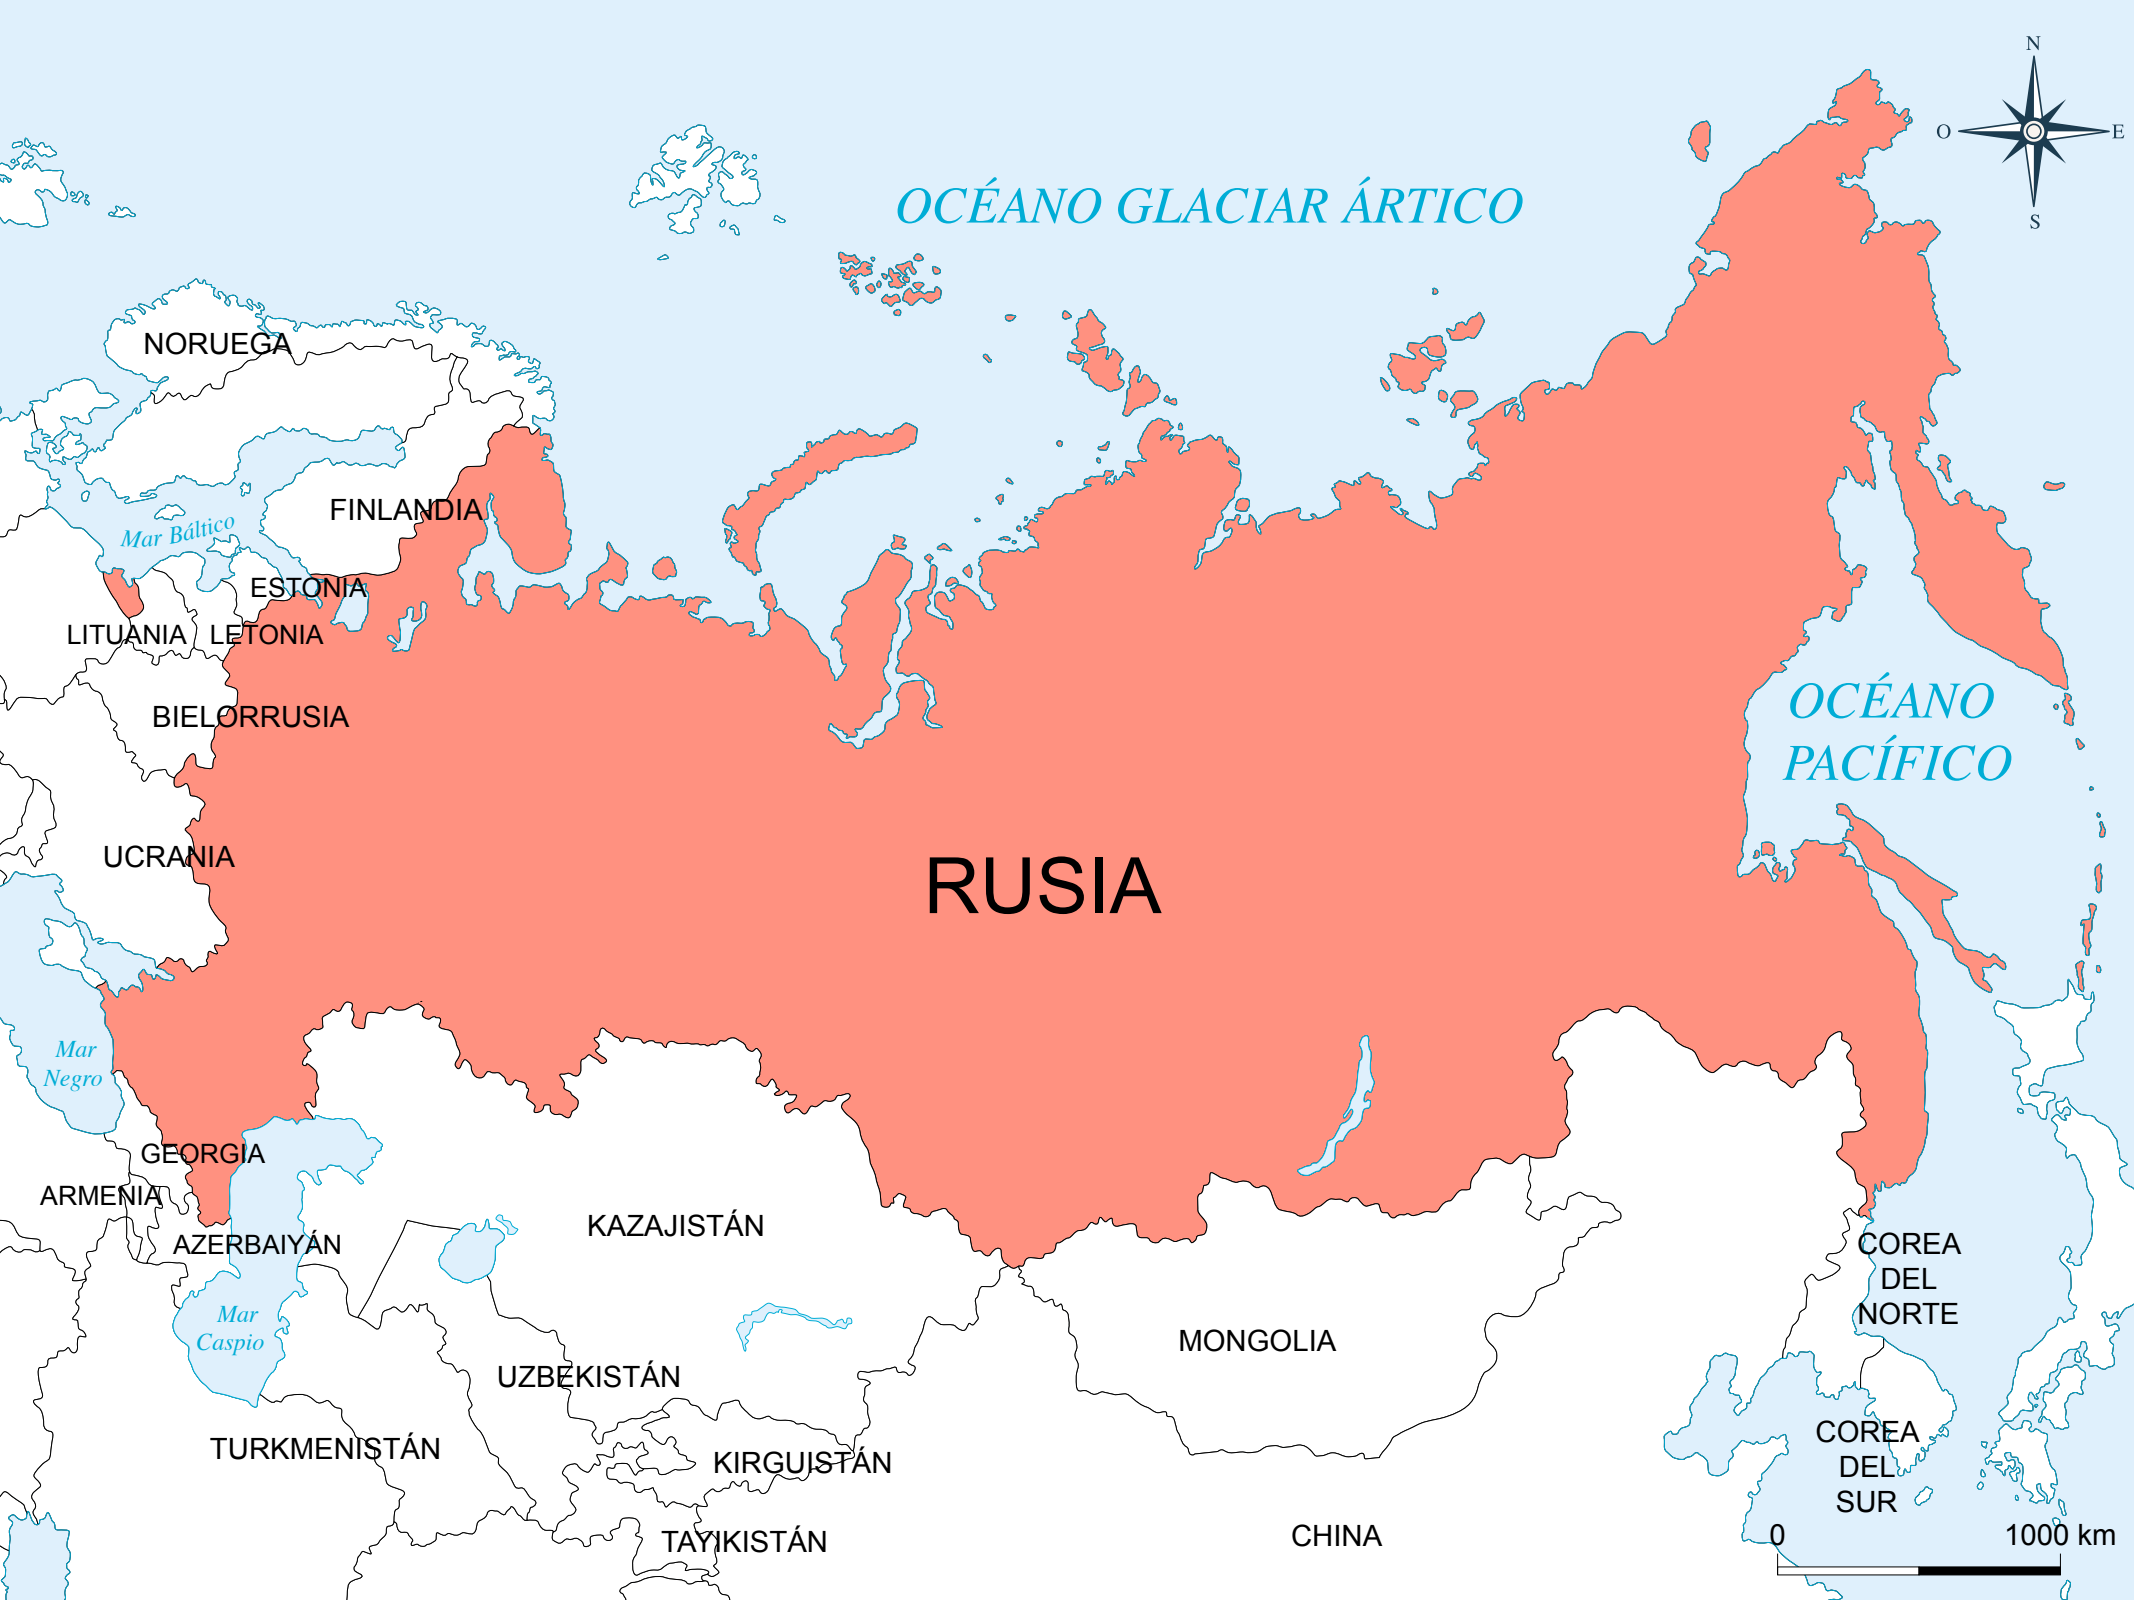 N
O
E
S
OCÉANO GLACIAR ÁRTICO
NORUEGA
FINLANDIA
Mar Báltico
ESTONIA
LITUANIA
LETONIA
BIELORRUSIA
OCÉANO
PACÍFICO
UCRANIA
RUSIA
Mar
Negro
GEORGIA
ARMENIA
AZERBAIYÁN
KAZAJISTÁN
COREA
DEL
NORTE
Mar
Caspio
MONGOLIA
UZBEKISTÁN
TURKMENISTÁN
KIRGUISTÁN
COREA
DEL
SUR
TAYIKISTÁN
CHINA
0
1000 km